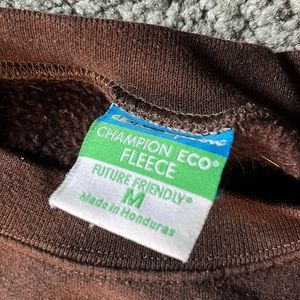 CHAMPION ECO®
FLEECE
FUTURE FRIENDLY®
M
Made in Honduras